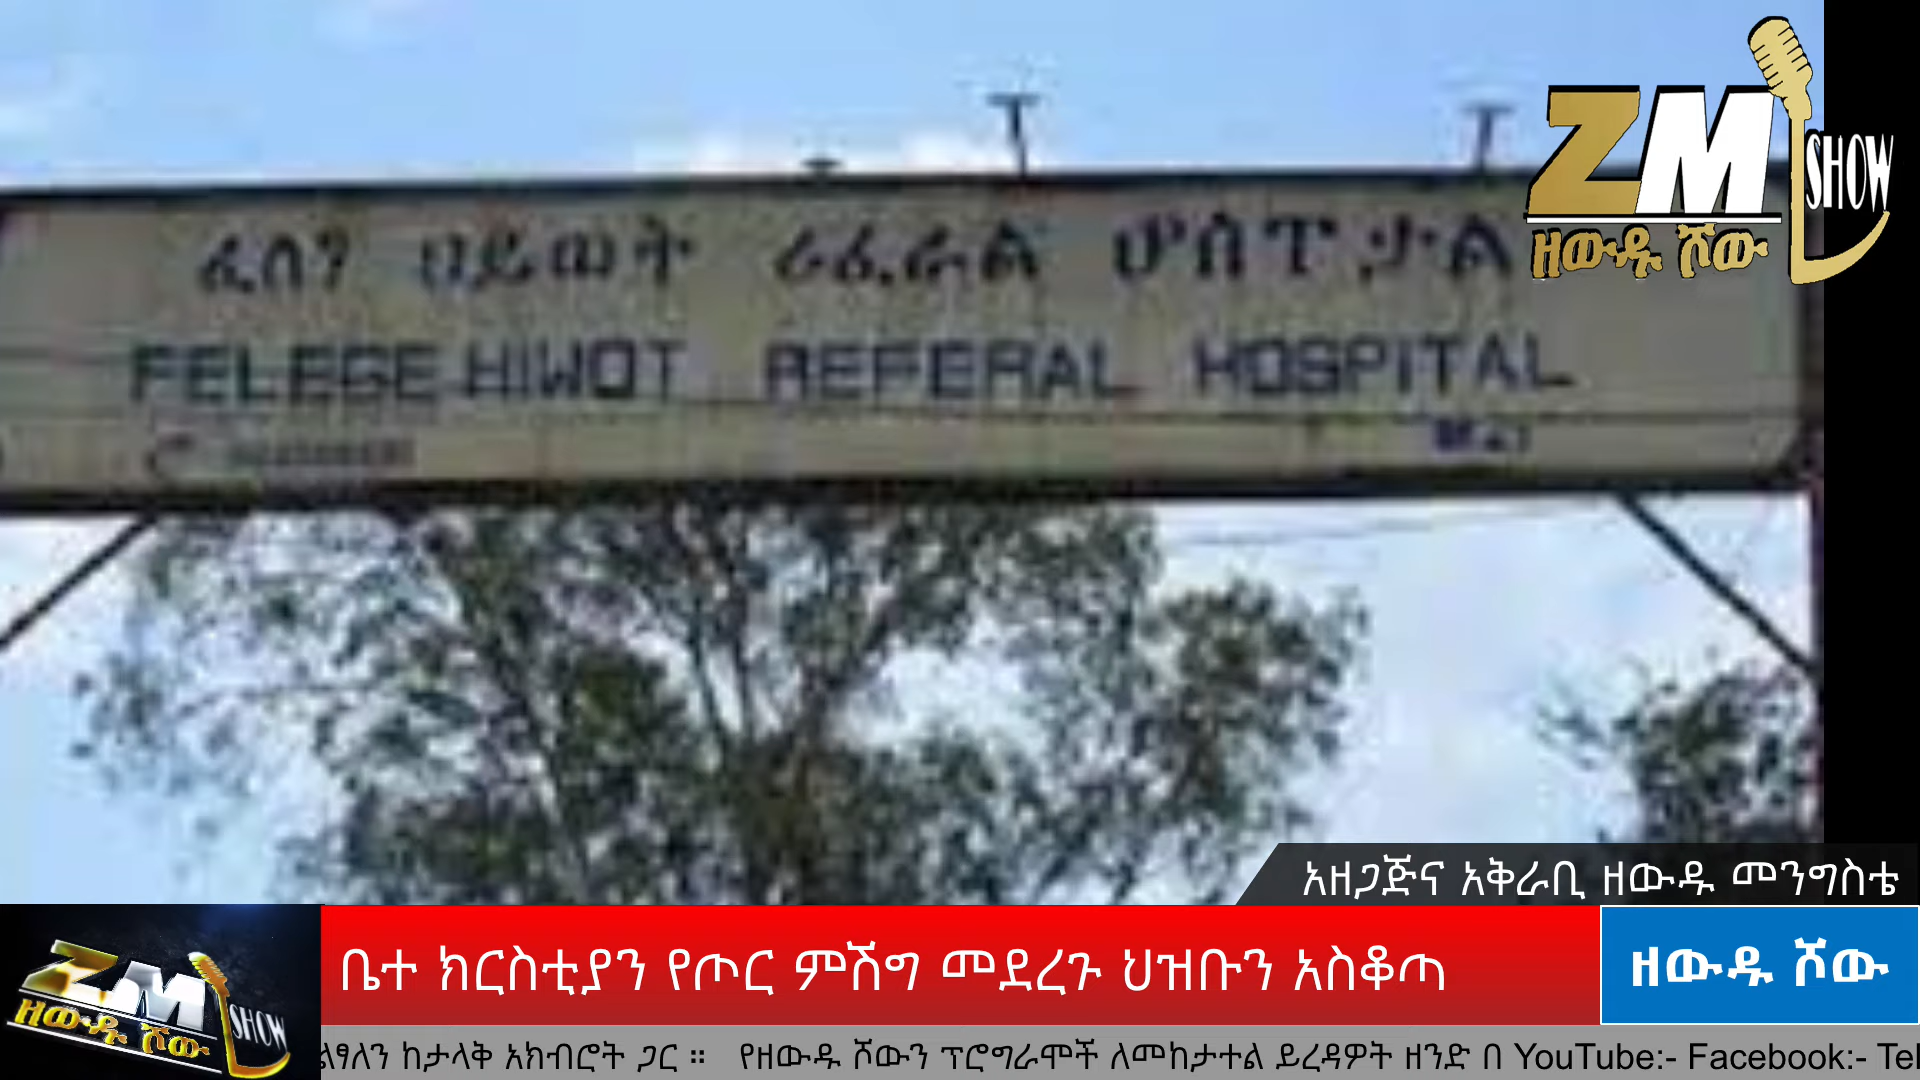 ZM SHOW
ዘውዱ ሾው
ፈለገ ህይወት ሪፈራል ሆስፒታል
FELEGE HIWOT REFERAL HOSPITAL
አዘጋጅና አቅራቢ ዘውዱ መንግስቴ
ቤተ ክርስቲያን የጦር ምሽግ መደረጉ ህዝቡን አስቆጣ
ዘውዱ ሾው
ZM SHOW
ዘውዱ ሾው
ልፃለን ከታላቅ አክብሮት ጋር ። የዘውዱ ሾውን ፕሮግራሞች ለመከታተል ይረዳዎት ዘንድ በ YouTube:- Facebook:- Tel